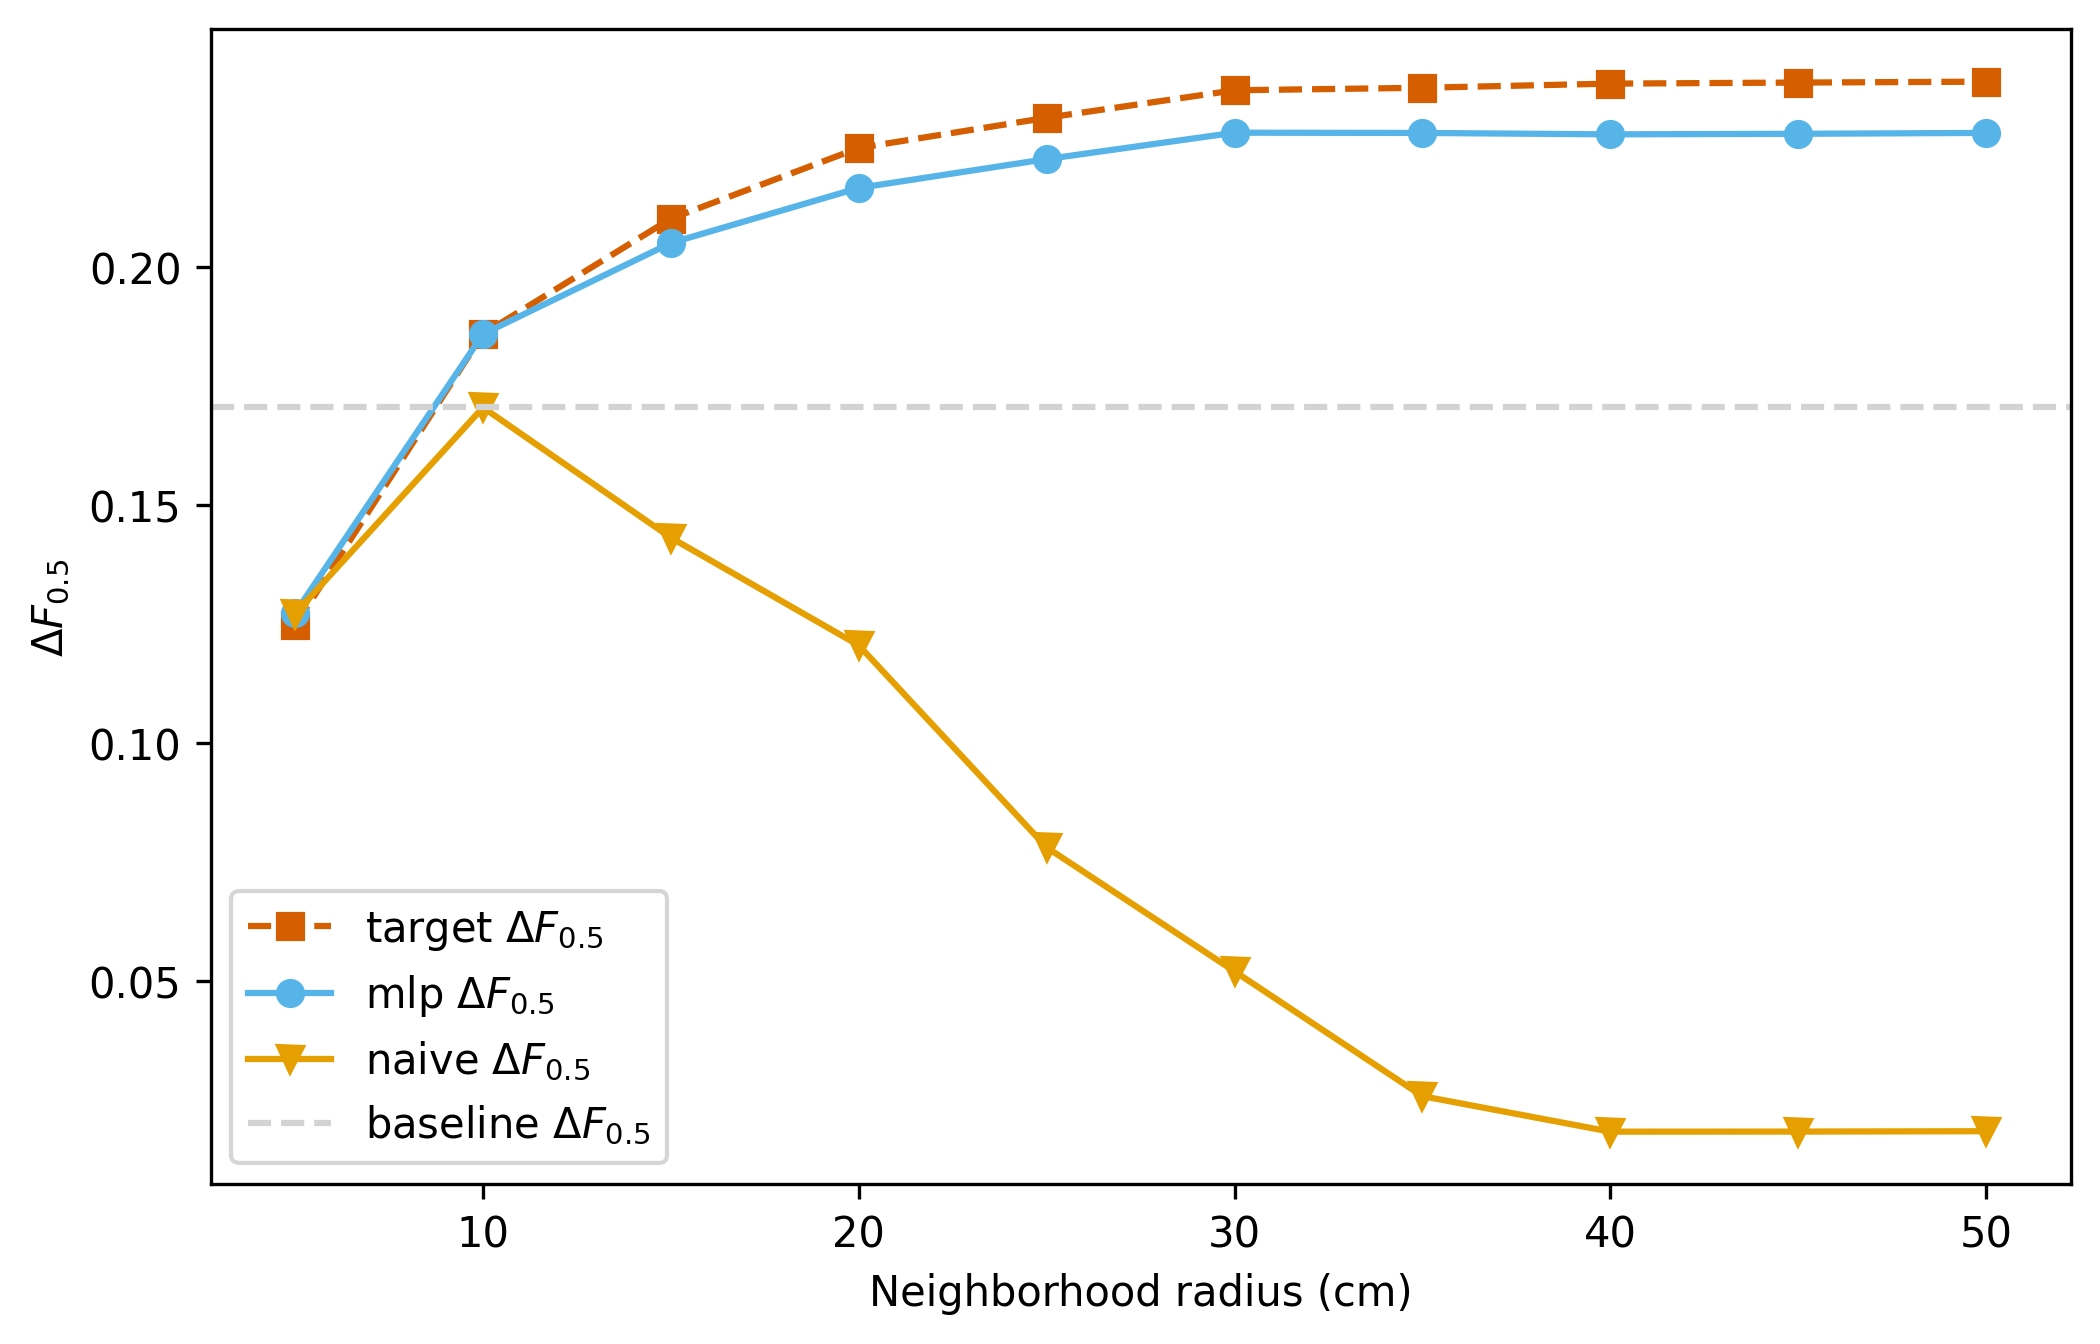 0.20
0.15
0.10
0.05
ΔF0.5
target ΔF0.5
mlp ΔF0.5
naive ΔF0.5
baseline ΔF0.5
10 20 30 40 50
Neighborhood radius (cm)